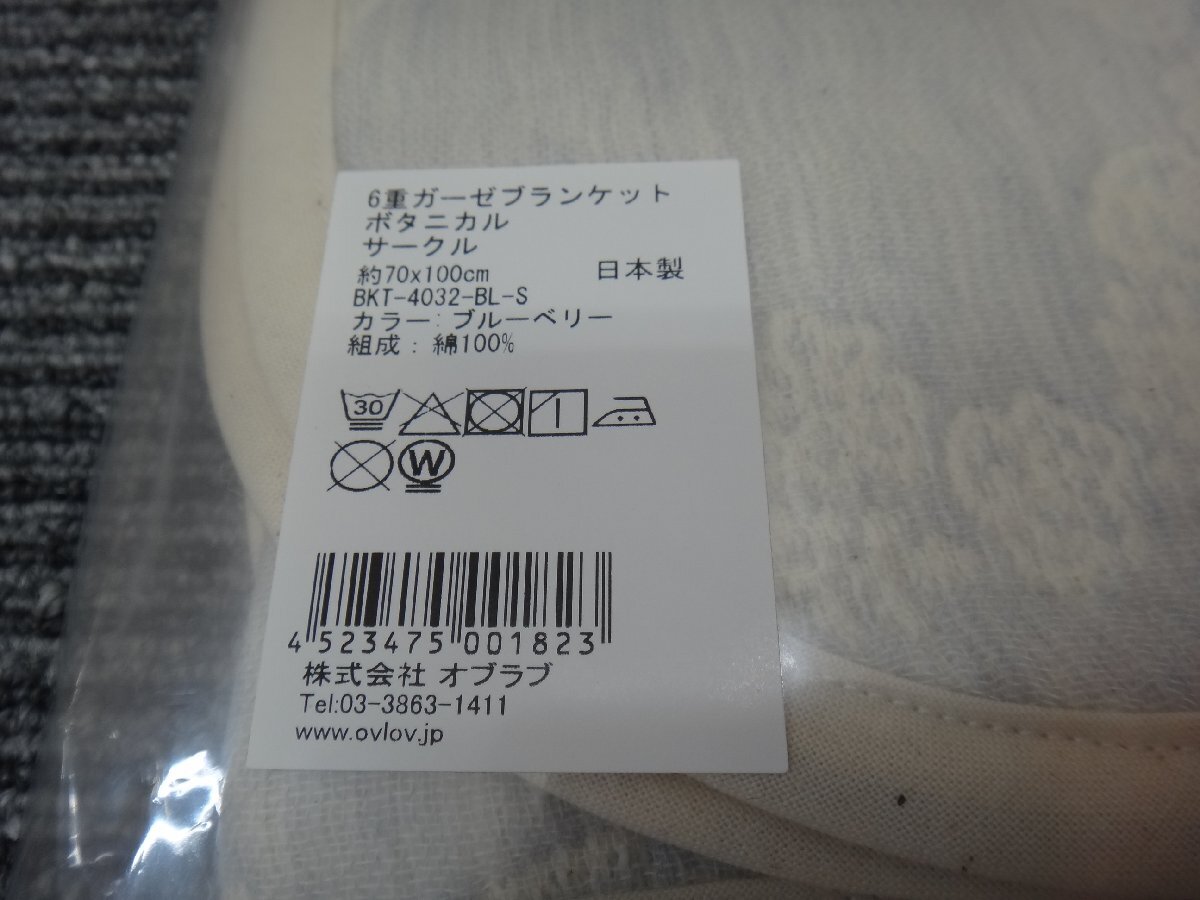 6重ガーゼブランケット
ボタニカル
サークル
約70x100cm 日本製
BKT-4032-BL-S
カラー:ブルーベリー
組成:綿100%
30
W
4 523475 001823
株式会社 オブラブ
Tel:03-3863-1411
www.ovlov.jp